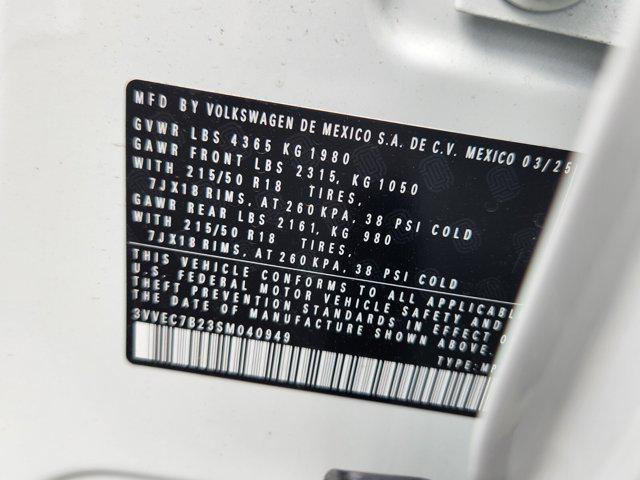 MFD BY VOLKSWAGEN DE MEXICO S.A. DE C.V. MEXICO 03/25
GVWR LBS 4365 KG 1980
GAWR FRONT LBS 2315, KG 1050
WITH 215/50 R18 TIRES,
7JX18 RIMS, AT 260 KPA, 38 PSI COLD
GAWR REAR LBS 2161, KG 980
WITH 215/50 R18 TIRES,
7JX18 RIMS, AT 260 KPA, 38 PSI COLD
THIS VEHICLE CONFORMS TO ALL APPLICABLE
U.S. FEDERAL MOTOR VEHICLE SAFETY AND
THEFT PREVENTION STANDARDS IN EFFECT O
THE DATE OF MANUFACTURE SHOWN ABOVE.
3VVEC7B23SM040949
TYPE: MP